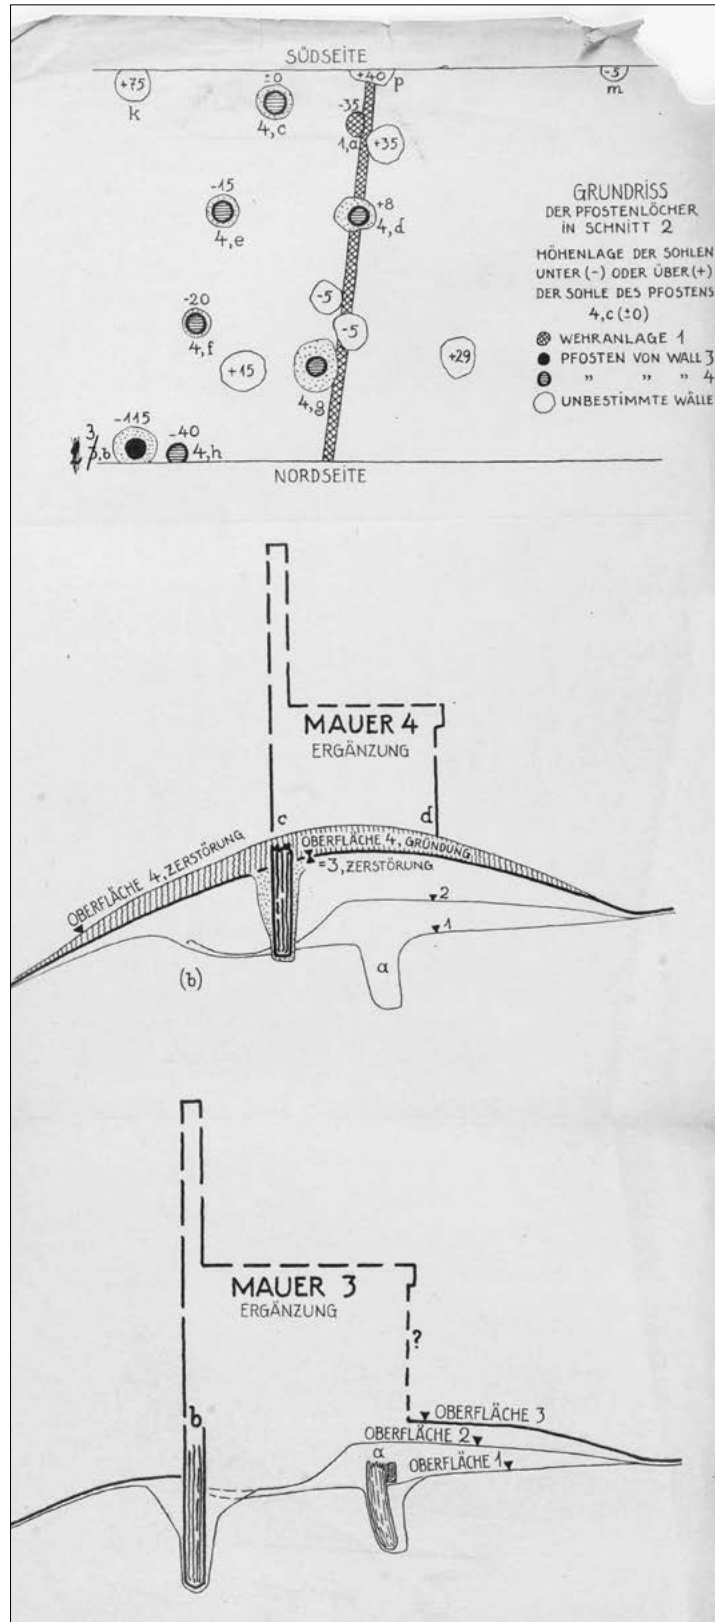 SÜDSEITE
+75
k
±0
4,c
+40
p
-35
1,a
+35
-5
m
-15
4,e
+8
4,d
-5
-5
-20
4,f
+15
4,g
+29
3
3,b
-115
-40
4,h
NORDSEITE
GRUNDRISS
DER PFOSTENLÖCHER
IN SCHNITT 2
HÖHENLAGE DER SOHLEN
UNTER (-) ODER ÜBER (+)
DER SOHLE DES PFOSTENS
4,c (±0)
WEHRANLAGE 1
PFOSTEN VON WALL 3
" " " 4
UNBESTIMMTE WÄLLE
MAUER 4
ERGÄNZUNG
c
d
OBERFLÄCHE 4, ZERSTÖRUNG
OBERFLÄCHE 4, GRÜNDUNG
=3, ZERSTÖRUNG
2
1
a
(b)
MAUER 3
ERGÄNZUNG
?
b
OBERFLÄCHE 3
OBERFLÄCHE 2
a
OBERFLÄCHE 1